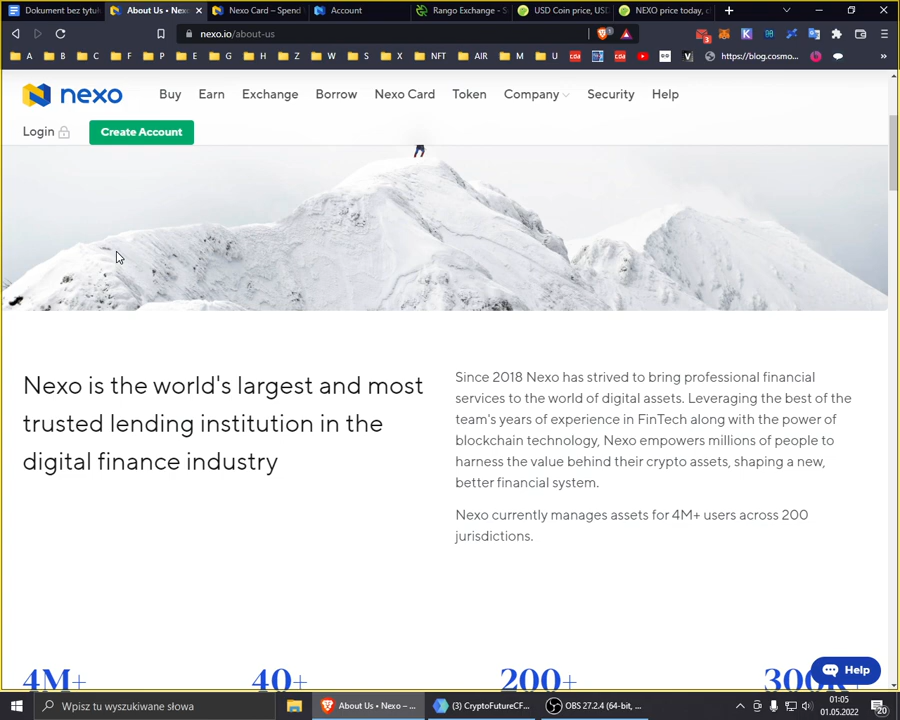 Dokument bez tytuł
About Us • Nexo
Nexo Card – Spend
Account
Rango Exchange - S
USD Coin price, USD
NEXO price today,
nexo.io/about-us
A
B
C
F
P
E
G
H
Z
W
S
X
NFT
AIR
M
U
https://blog.cosmo...
nexo
Buy
Earn
Exchange
Borrow
Nexo Card
Token
Company
Security
Help
Login
Create Account
Nexo is the world's largest and most
trusted lending institution in the
digital finance industry
Since 2018 Nexo has strived to bring professional financial
services to the world of digital assets. Leveraging the best of the
team's years of experience in FinTech along with the power of
blockchain technology, Nexo empowers millions of people to
harness the value behind their crypto assets, shaping a new,
better financial system.
Nexo currently manages assets for 4M+ users across 200
jurisdictions.
4M+
40+
200+
300K+
Help
Wpisz tu wyszukiwane słowa
About Us • Nexo – ...
(3) CryptoFutureCF...
OBS 27.2.4 (64-bit, ...
01:05
01.05.2022
20